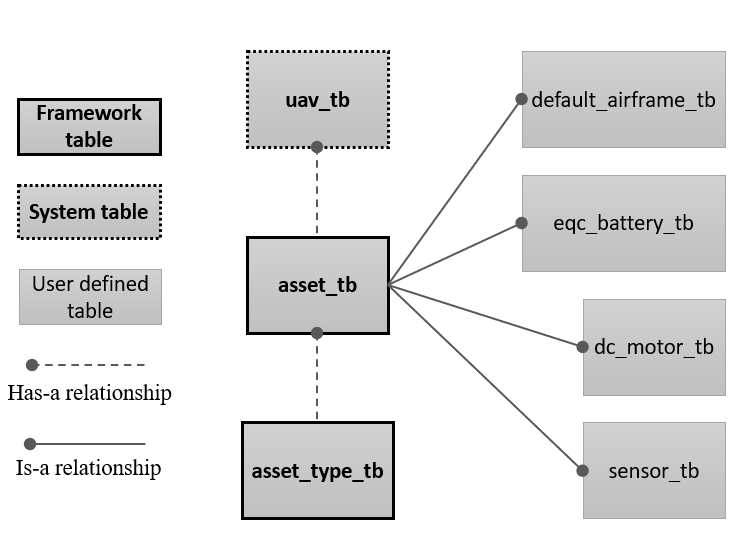 Framework
table
System table
User defined
table
Has-a relationship
Is-a relationship
uav_tb
asset_tb
asset_type_tb
default_airframe_tb
eqc_battery_tb
dc_motor_tb
sensor_tb